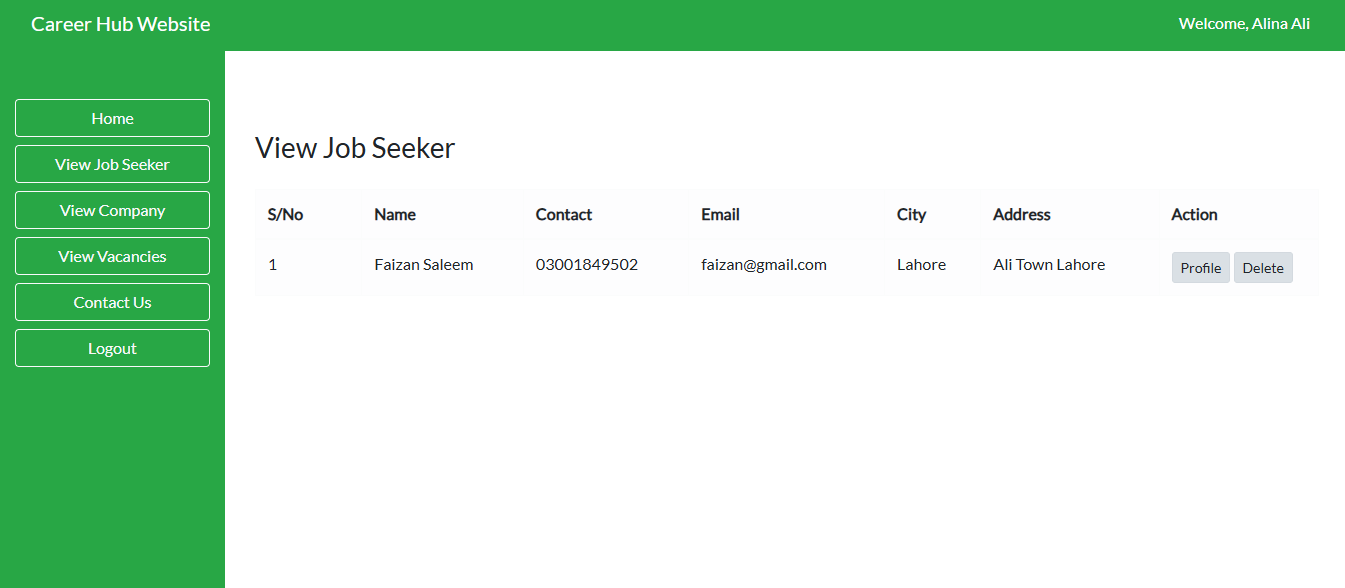 Career Hub Website
Welcome, Alina Ali
Home
View Job Seeker
View Company
View Vacancies
Contact Us
Logout
View Job Seeker
S/No Name Contact Email City Address Action
1 Faizan Saleem 03001849502 faizan@gmail.com Lahore Ali Town Lahore Profile Delete